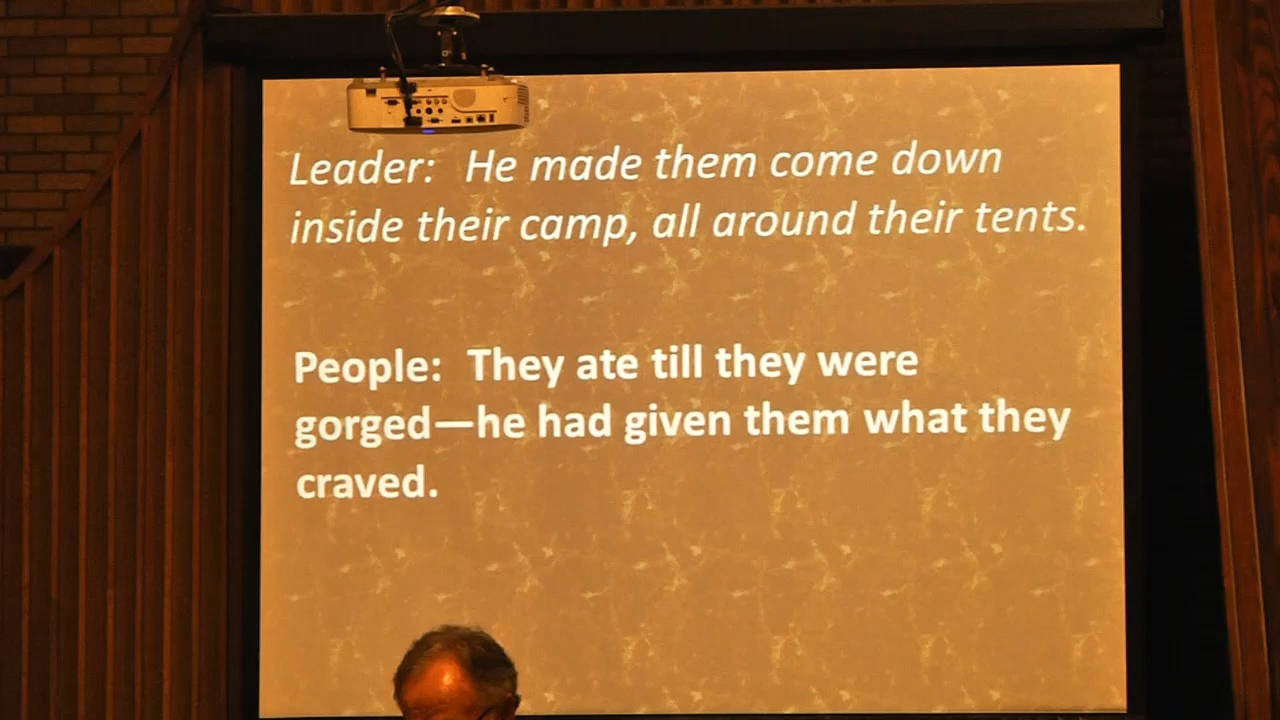 Leader: He made them come down
inside their camp, all around their tents.
People: They ate till they were
gorged—he had given them what they
craved.